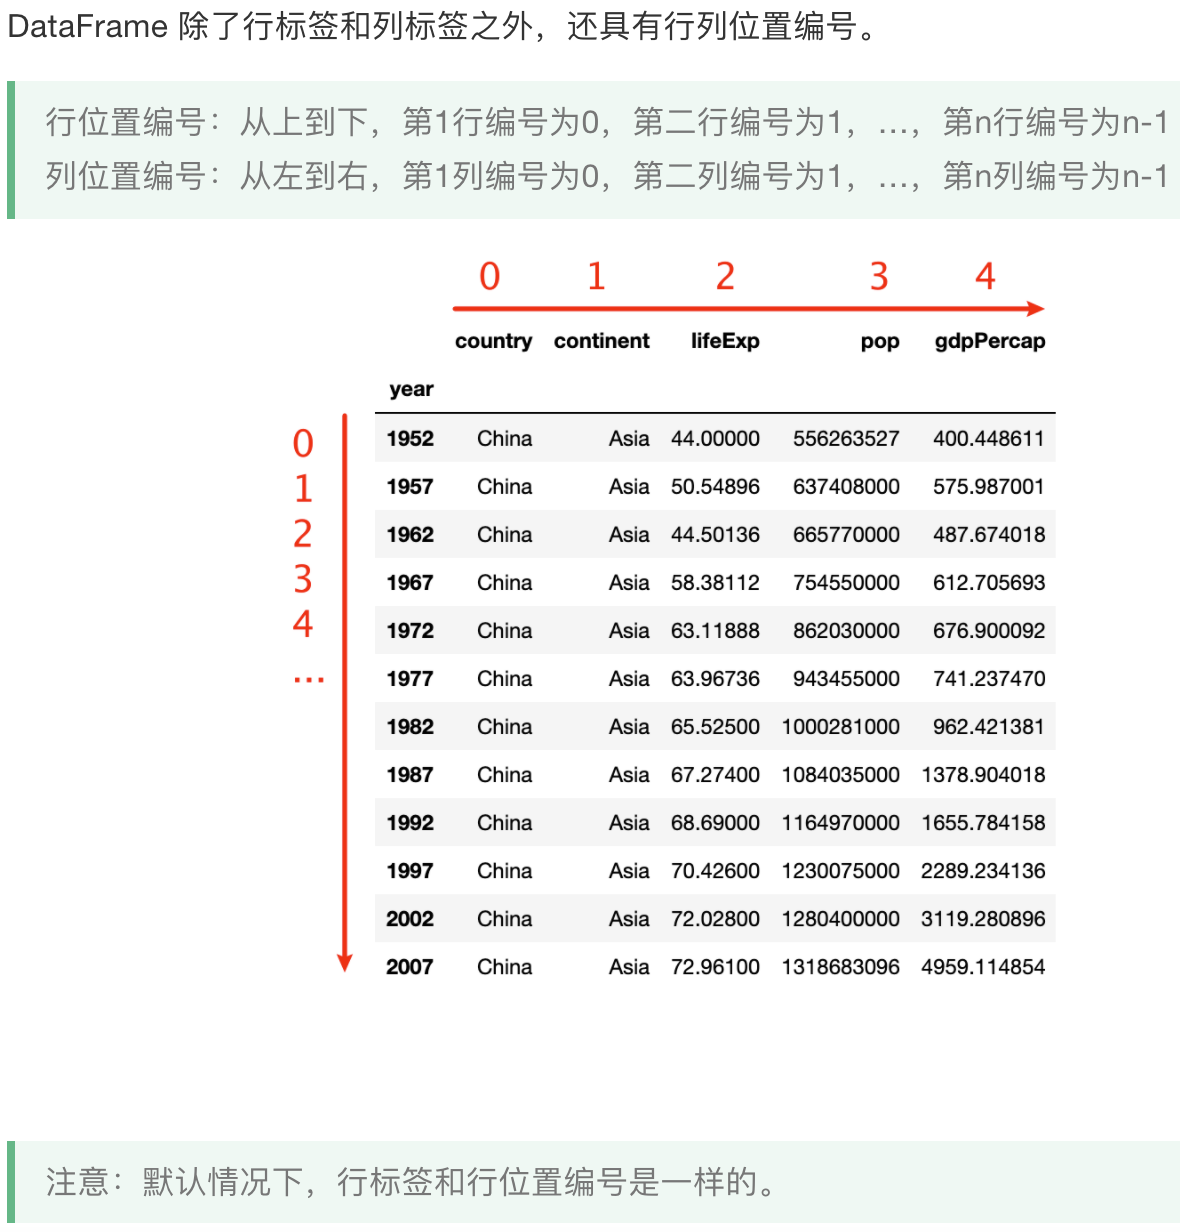 DataFrame 除了行标签和列标签之外，还具有行列位置编号。
行位置编号：从上到下，第1行编号为0，第二行编号为1，...，第n行编号为n-1
列位置编号：从左到右，第1列编号为0，第二列编号为1，...，第n列编号为n-1
0 1 2 3 4
country continent lifeExp pop gdpPercap
year
0
1
2
3
4
...
1952 China Asia 44.00000 556263527 400.448611
1957 China Asia 50.54896 637408000 575.987001
1962 China Asia 44.50136 665770000 487.674018
1967 China Asia 58.38112 754550000 612.705693
1972 China Asia 63.11888 862030000 676.900092
1977 China Asia 63.96736 943455000 741.237470
1982 China Asia 65.52500 1000281000 962.421381
1987 China Asia 67.27400 1084035000 1378.904018
1992 China Asia 68.69000 1164970000 1655.784158
1997 China Asia 70.42600 1230075000 2289.234136
2002 China Asia 72.02800 1280400000 3119.280896
2007 China Asia 72.96100 1318683096 4959.114854
注意：默认情况下，行标签和行位置编号是一样的。